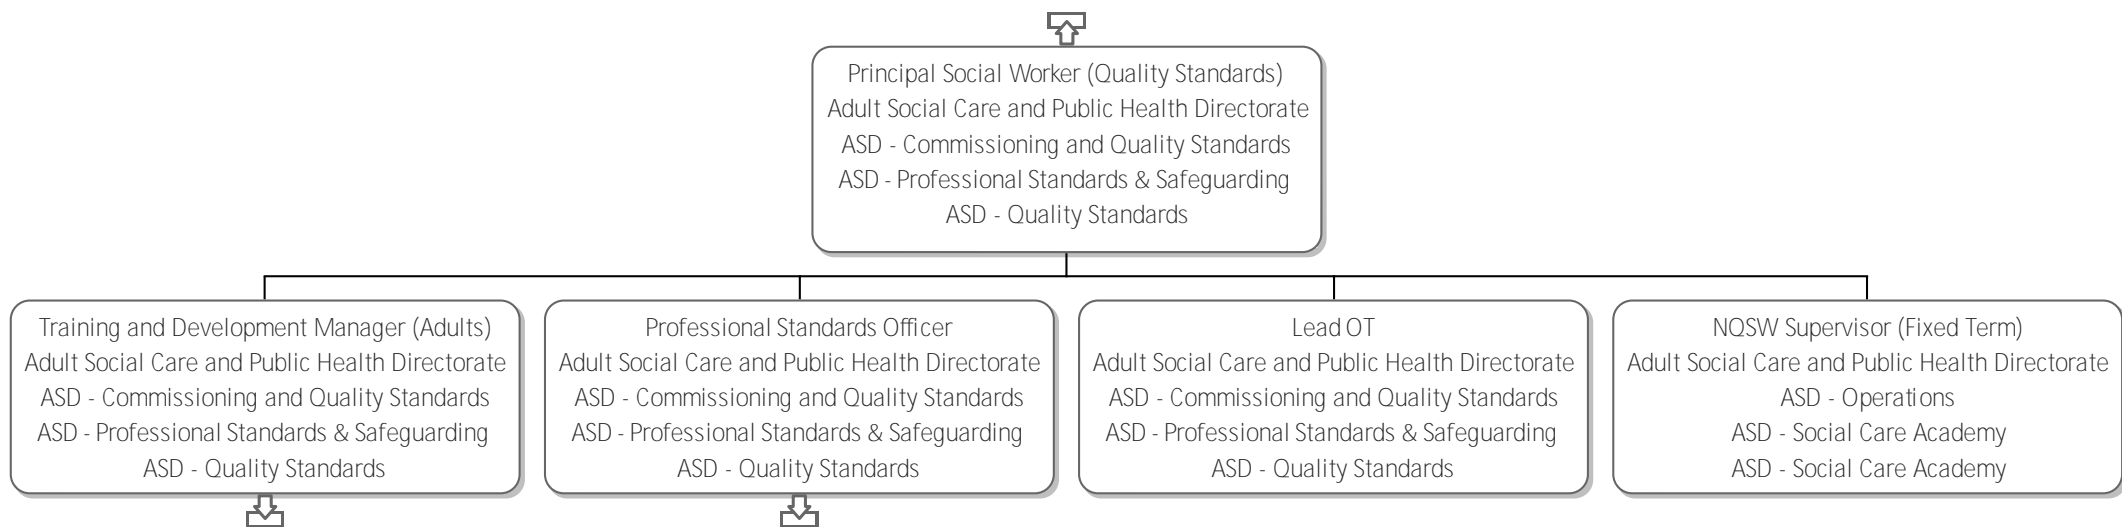 Principal Social Worker (Quality Standards)
Adult Social Care and Public Health Directorate
ASD - Commissioning and Quality Standards
ASD - Professional Standards & Safeguarding
ASD - Quality Standards
Training and Development Manager (Adults)
Adult Social Care and Public Health Directorate
ASD - Commissioning and Quality Standards
ASD - Professional Standards & Safeguarding
ASD - Quality Standards
Professional Standards Officer
Adult Social Care and Public Health Directorate
ASD - Commissioning and Quality Standards
ASD - Professional Standards & Safeguarding
ASD - Quality Standards
Lead OT
Adult Social Care and Public Health Directorate
ASD - Commissioning and Quality Standards
ASD - Professional Standards & Safeguarding
ASD - Quality Standards
NQSW Supervisor (Fixed Term)
Adult Social Care and Public Health Directorate
ASD - Operations
ASD - Social Care Academy
ASD - Social Care Academy